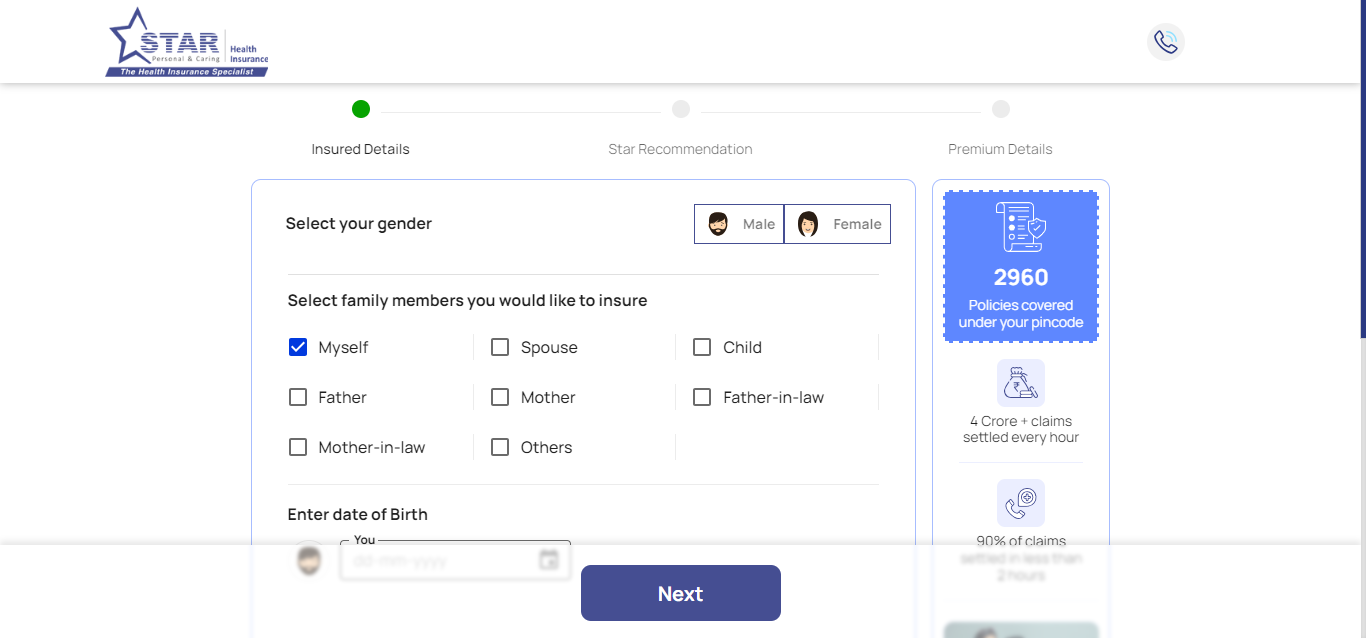 STAR
Health
Insurance
Personal & Caring
The Health Insurance Specialist
Insured Details
Star Recommendation
Premium Details
Select your gender
Male
Female
Select family members you would like to insure
Myself
Spouse
Child
Father
Mother
Father-in-law
Mother-in-law
Others
Enter date of Birth
You
dd-mm-yyyy
2960
Policies covered
under your pincode
4 Crore + claims
settled every hour
90% of claims
settled in less than
2 hours
Next